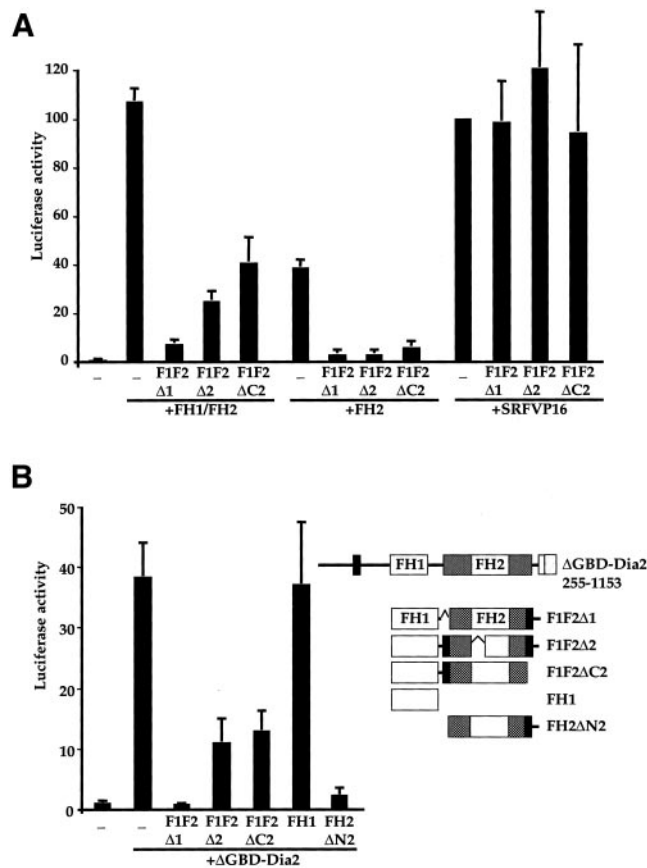 A
Luciferase activity
120
100
80
60
40
20
0
F1F2 F1F2 F1F2 F1F2 F1F2 F1F2 F1F2 F1F2 F1F2
– – Δ1 Δ2 ΔC2 – Δ1 Δ2 ΔC2 – Δ1 Δ2 ΔC2
+FH1/FH2 +FH2 +SRFVP16
B
Luciferase activity
50
40
30
20
10
0
F1F2 F1F2 F1F2 FH1 FH2
– – Δ1 Δ2 ΔC2 ΔN2
+ΔGBD-Dia2
FH1 FH2 ΔGBD-Dia2
255-1153
FH1 FH2 F1F2Δ1
F1F2Δ2
F1F2ΔC2
FH1
FH2ΔN2